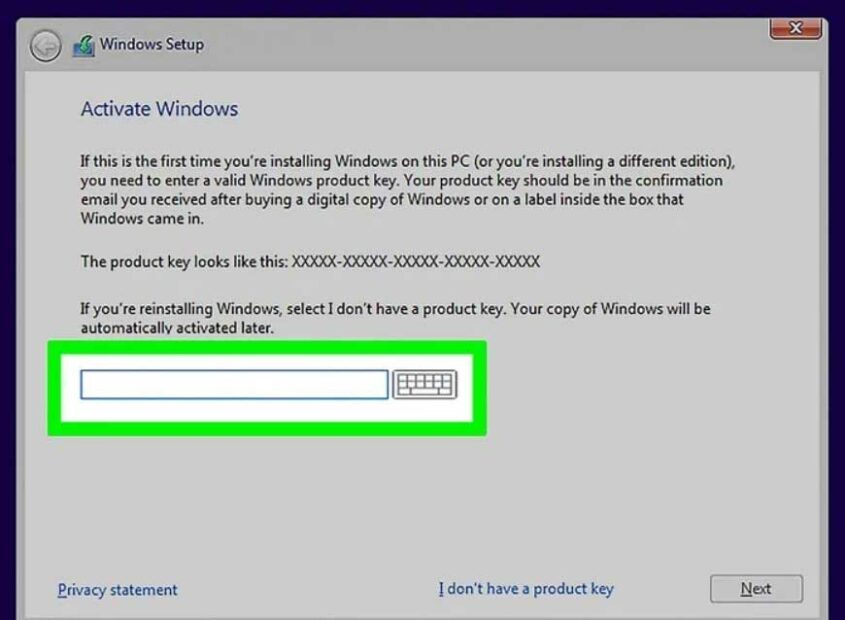 Windows Setup
Activate Windows
If this is the first time you're installing Windows on this PC (or you're installing a different edition),
you need to enter a valid Windows product key. Your product key should be in the confirmation
email you received after buying a digital copy of Windows or on a label inside the box that
Windows came in.
The product key looks like this: XXXXX-XXXXX-XXXXX-XXXXX-XXXXX
If you're reinstalling Windows, select I don't have a product key. Your copy of Windows will be
automatically activated later.
Privacy statement
I don't have a product key
Next